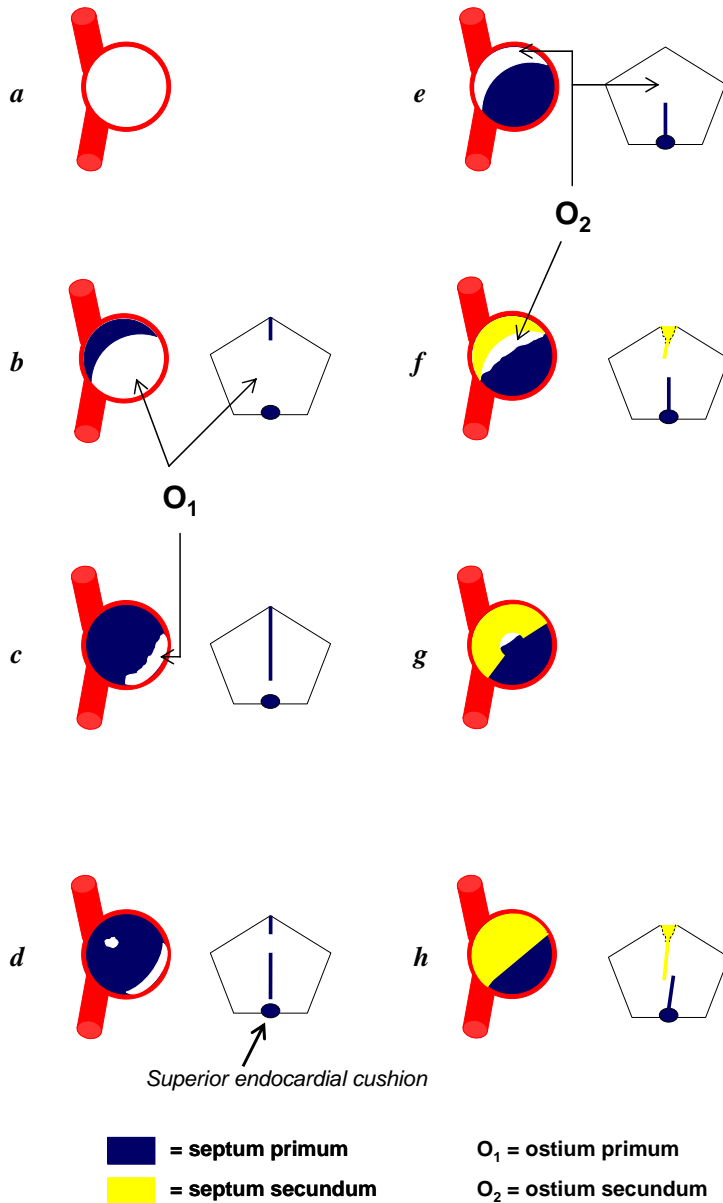 a
e
O2
b
f
O1
c
g
d
h
Superior endocardial cushion
= septum primum
O1 = ostium primum
= septum secundum
O2 = ostium secundum